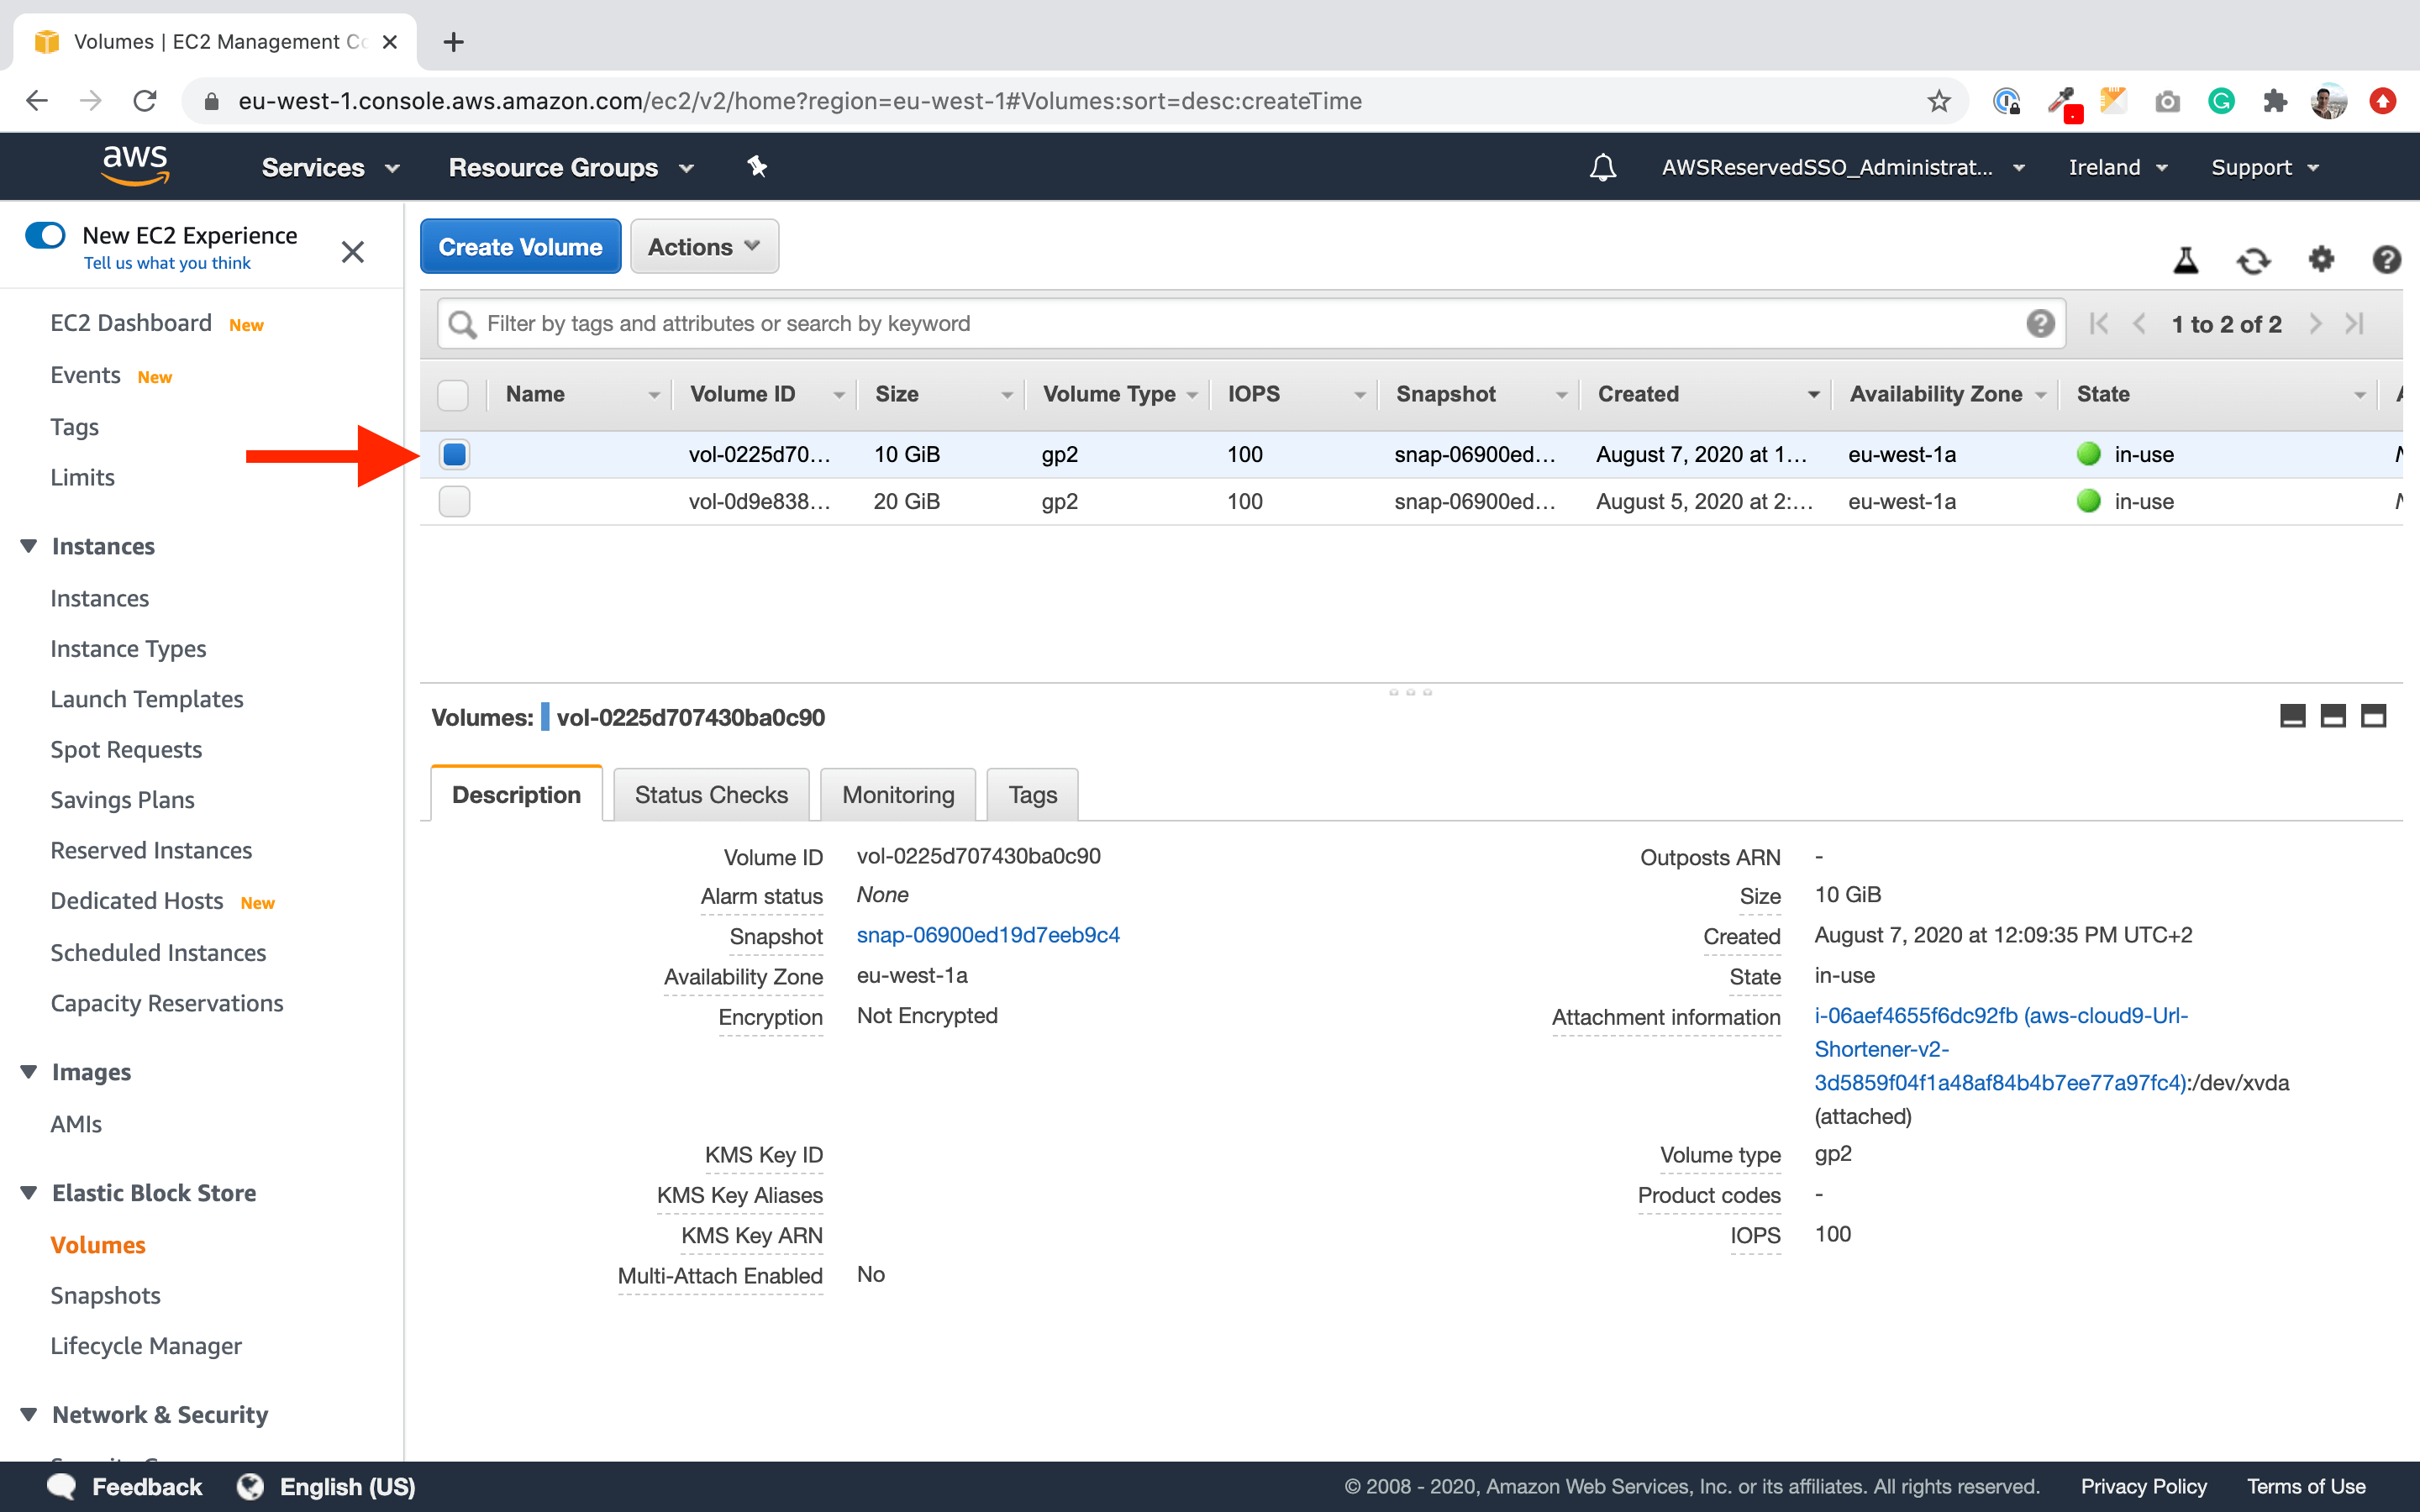 Volumes | EC2 Management Co
eu-west-1.console.aws.amazon.com/ec2/v2/home?region=eu-west-1#Volumes:sort=desc:createTime
aws
Services
Resource Groups
AWSReservedSSO_Administrat...
Ireland
Support
New EC2 Experience
Tell us what you think
Create Volume
Actions
Filter by tags and attributes or search by keyword
1 to 2 of 2
Name Volume ID Size Volume Type IOPS Snapshot Created Availability Zone State
vol-0225d70... 10 GiB gp2 100 snap-06900ed... August 7, 2020 at 1... eu-west-1a in-use
vol-0d9e838... 20 GiB gp2 100 snap-06900ed... August 5, 2020 at 2:... eu-west-1a in-use
EC2 Dashboard New
Events New
Tags
Limits
Instances
Instances
Instance Types
Launch Templates
Spot Requests
Savings Plans
Reserved Instances
Dedicated Hosts New
Scheduled Instances
Capacity Reservations
Images
AMIs
Elastic Block Store
Volumes
Snapshots
Lifecycle Manager
Network & Security
Volumes: vol-0225d707430ba0c90
Description
Status Checks
Monitoring
Tags
Volume ID vol-0225d707430ba0c90
Alarm status None
Snapshot snap-06900ed19d7eeb9c4
Availability Zone eu-west-1a
Encryption Not Encrypted
KMS Key ID
KMS Key Aliases
KMS Key ARN
Multi-Attach Enabled No
Outposts ARN -
Size 10 GiB
Created August 7, 2020 at 12:09:35 PM UTC+2
State in-use
Attachment information i-06aef4655f6dc92fb (aws-cloud9-Url-
Shortener-v2-
3d5859f04f1a48af84b4b7ee77a97fc4):/dev/xvda
(attached)
Volume type gp2
Product codes -
IOPS 100
Feedback
English (US)
© 2008 - 2020, Amazon Web Services, Inc. or its affiliates. All rights reserved.
Privacy Policy
Terms of Use